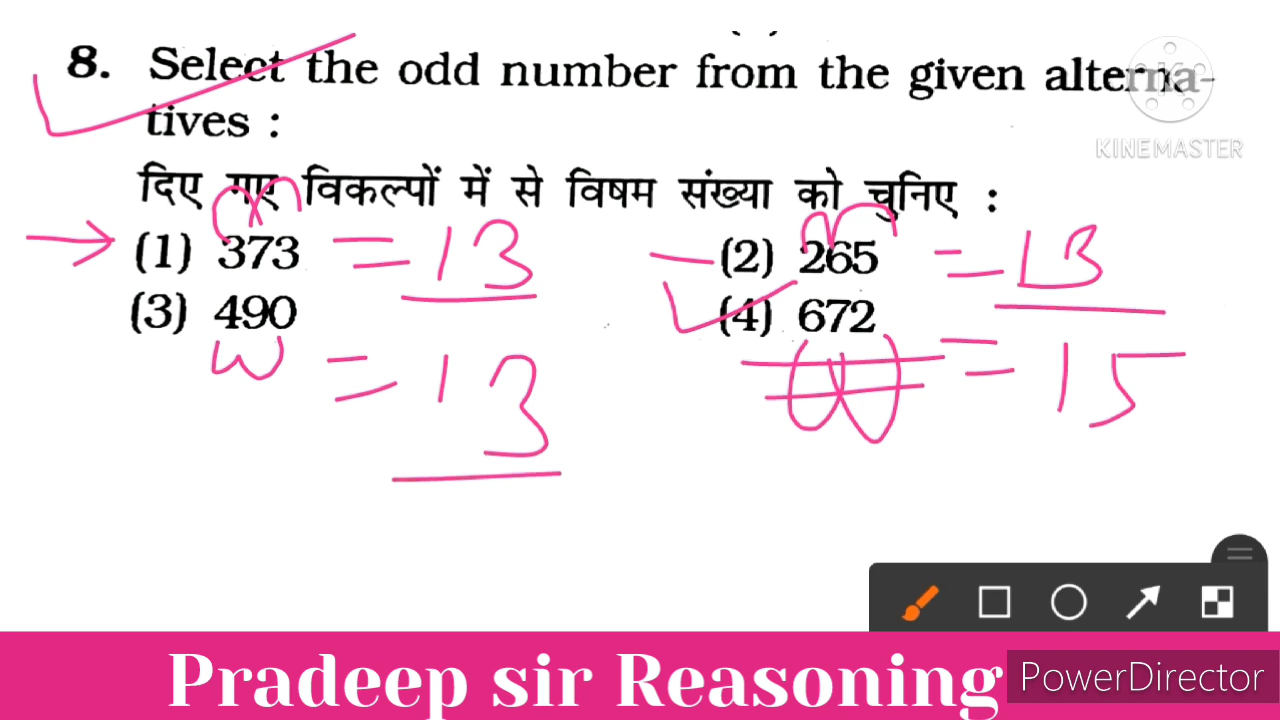 8. Select the odd number from the given alterna-
tives :
KINEMASTER
दिए गए विकल्पों में से विषम संख्या को चुनिए :
(1) 373 = 13 (2) 265 = 13
(3) 490 = 13 (4) 672 = 15
Pradeep sir Reasoning
PowerDirector